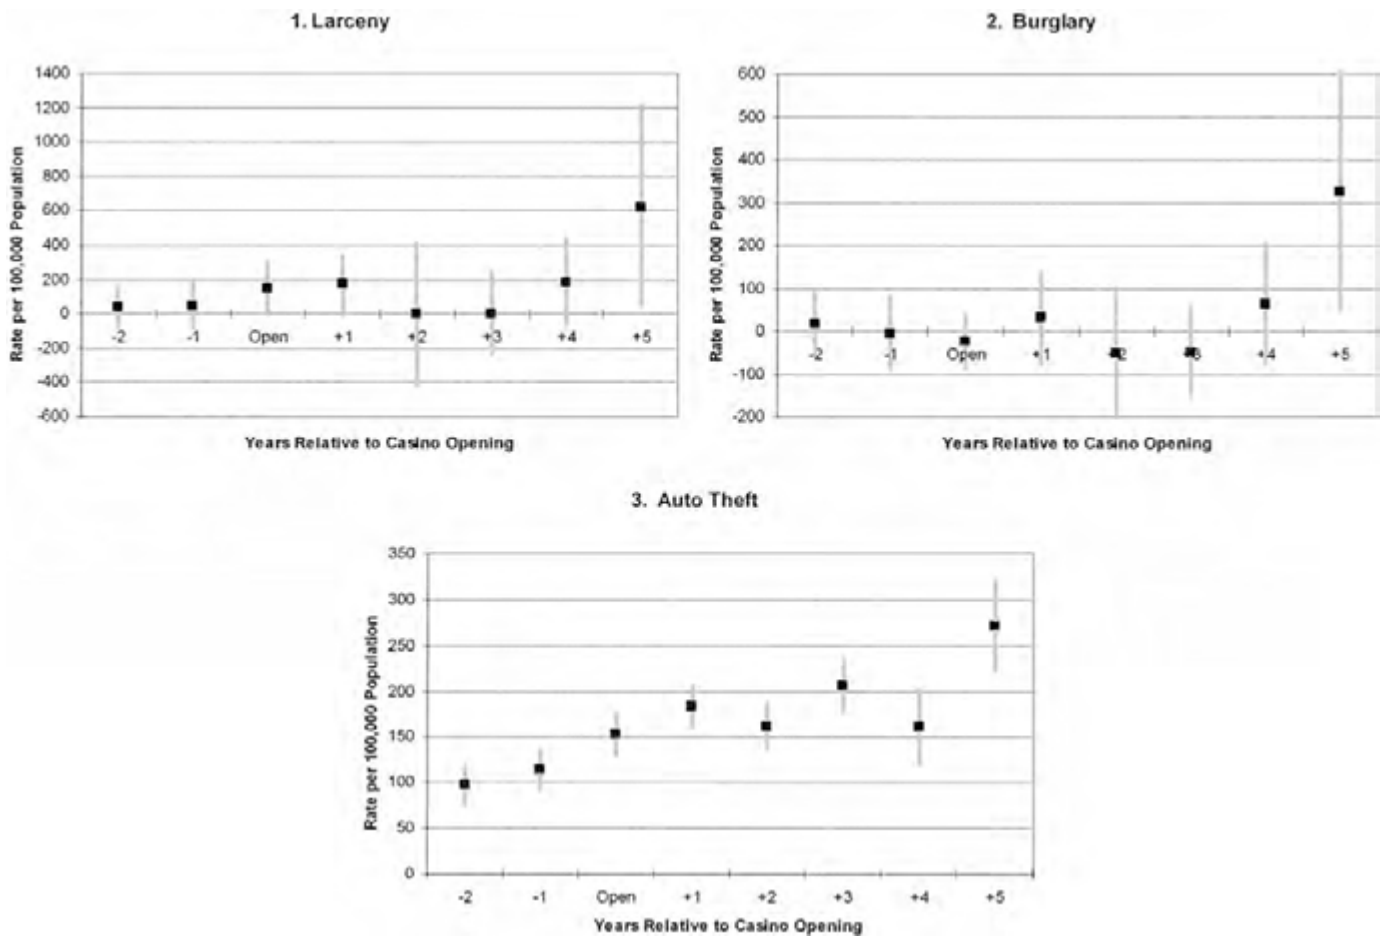 1. Larceny
Rate per 100,000 Population
1400
1200
1000
800
600
400
200
0
-200
-400
-600
-2 -1 Open +1 +2 +3 +4 +5
Years Relative to Casino Opening
2. Burglary
Rate per 100,000 Population
600
500
400
300
200
100
0
-100
-200
-2 -1 Open +1 +2 +3 +4 +5
Years Relative to Casino Opening
3. Auto Theft
Rate per 100,000 Population
350
300
250
200
150
100
50
0
-2 -1 Open +1 +2 +3 +4 +5
Years Relative to Casino Opening